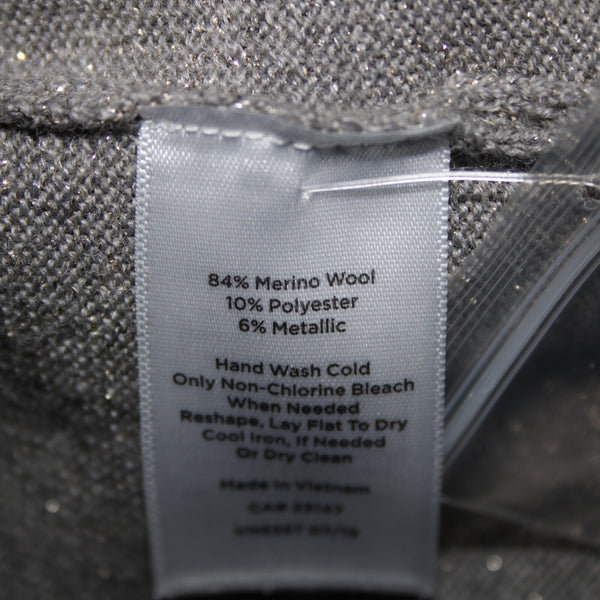 84% Merino Wool
10% Polyester
6% Metallic
Hand Wash Cold
Only Non-Chlorine Bleach
When Needed
Reshape, Lay Flat To Dry
Cool Iron, If Needed
Or Dry Clean
Made In Vietnam